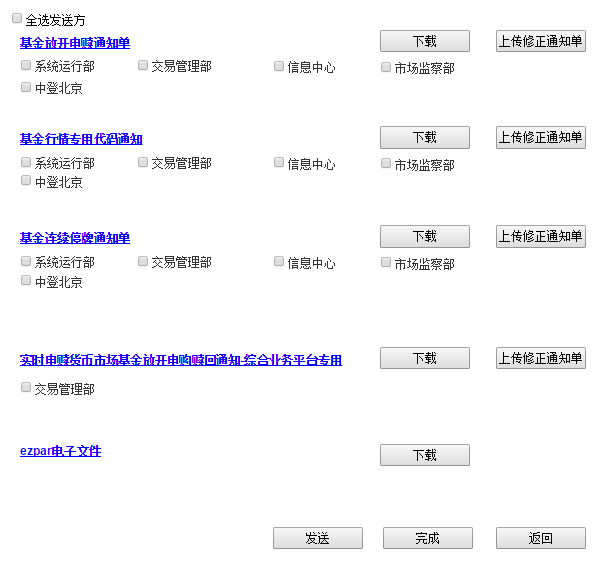 全选发送方
基金放开申赎通知单 下载 上传修正通知单
系统运行部 交易管理部 信息中心 市场监察部
中登北京
基金行情专用代码通知 下载 上传修正通知单
系统运行部 交易管理部 信息中心 市场监察部
中登北京
基金连续停牌通知单 下载 上传修正通知单
系统运行部 交易管理部 信息中心 市场监察部
中登北京
实时申赎货币市场基金放开申购赎回通知-综合业务平台专用 下载 上传修正通知单
交易管理部
ezpar电子文件 下载
发送 完成 返回